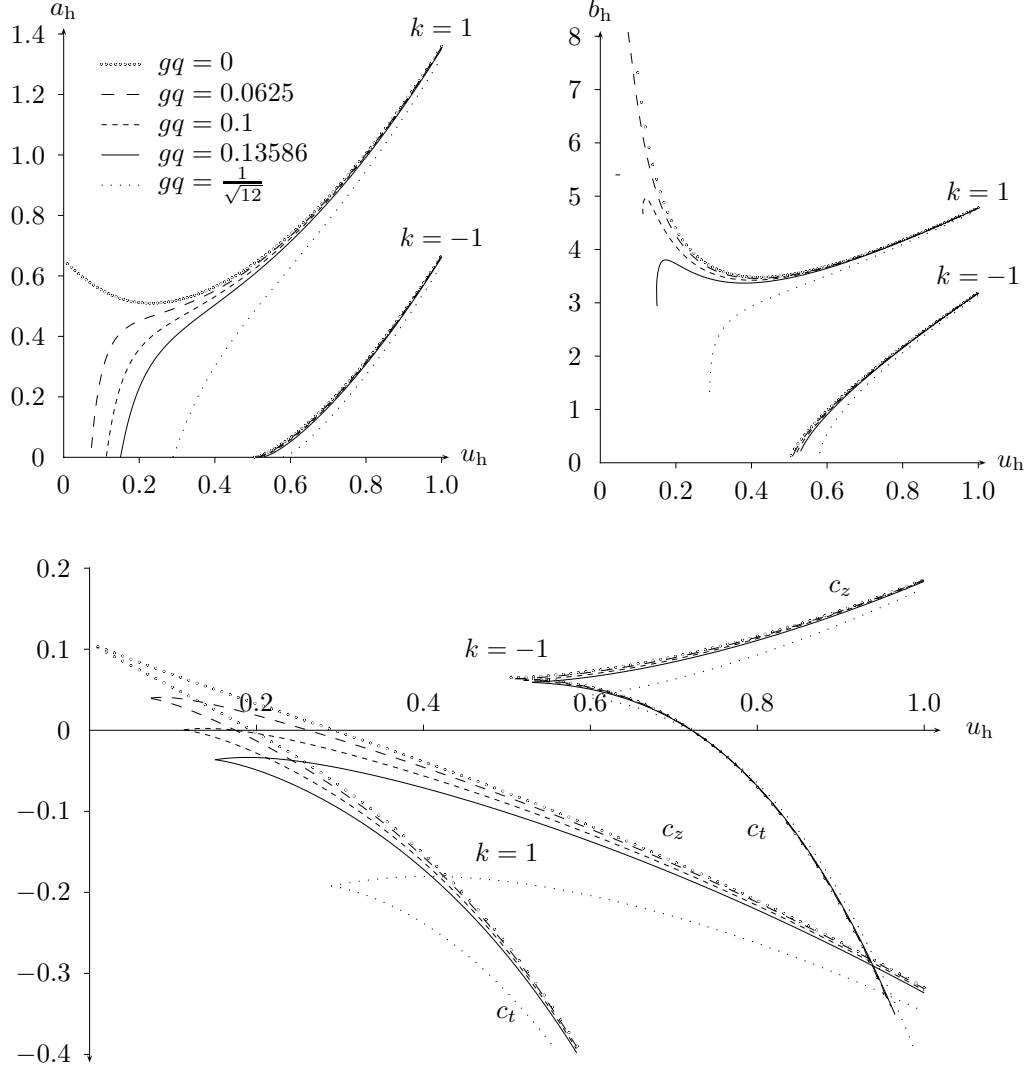 a_h
1.4
1.2
1.0
0.8
0.6
0.4
0.2
0
0
0.2
0.4
0.6
0.8
1.0
u_h
gq = 0
gq = 0.0625
gq = 0.1
gq = 0.13586
gq = 1/√12
k = 1
k = −1
b_h
8
7
6
5
4
3
2
1
0
0
0.2
0.4
0.6
0.8
1.0
u_h
k = 1
k = −1
0.2
0.1
0
−0.1
−0.2
−0.3
−0.4
0.2
0.4
0.6
0.8
1.0
u_h
c_z
k = −1
c_z
c_t
k = 1
c_t